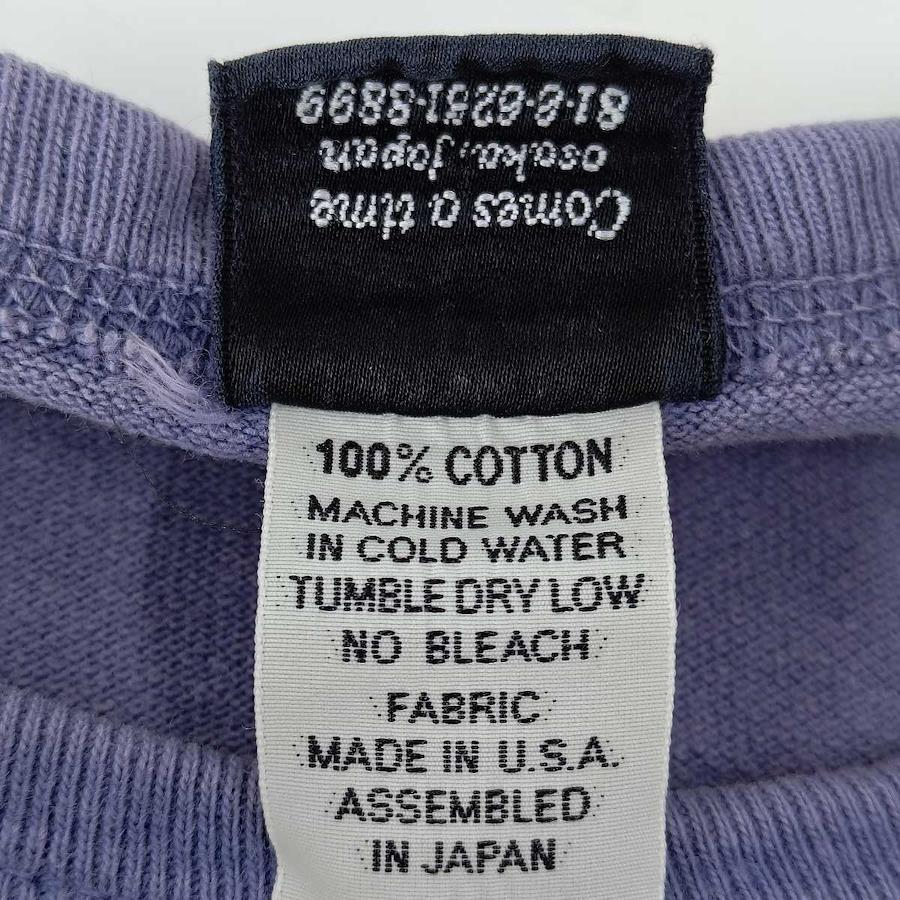 Comes a time
osaka, Japan
81-6-6251-8899
100% COTTON
MACHINE WASH
IN COLD WATER
TUMBLE DRY LOW
NO BLEACH
FABRIC
MADE IN U.S.A.
ASSEMBLED
IN JAPAN